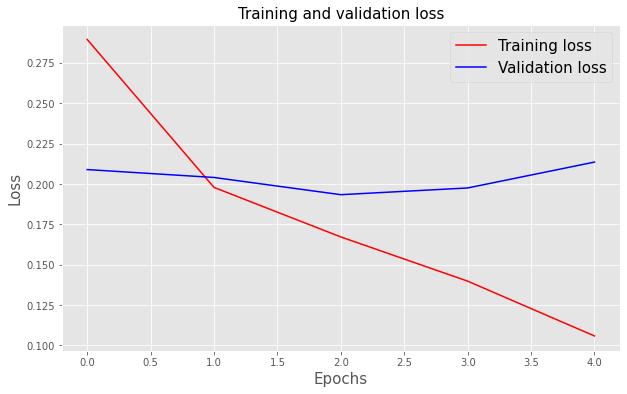 Training and validation loss
Training loss
Validation loss
Loss
0.275
0.250
0.225
0.200
0.175
0.150
0.125
0.100
0.0 0.5 1.0 1.5 2.0 2.5 3.0 3.5 4.0
Epochs